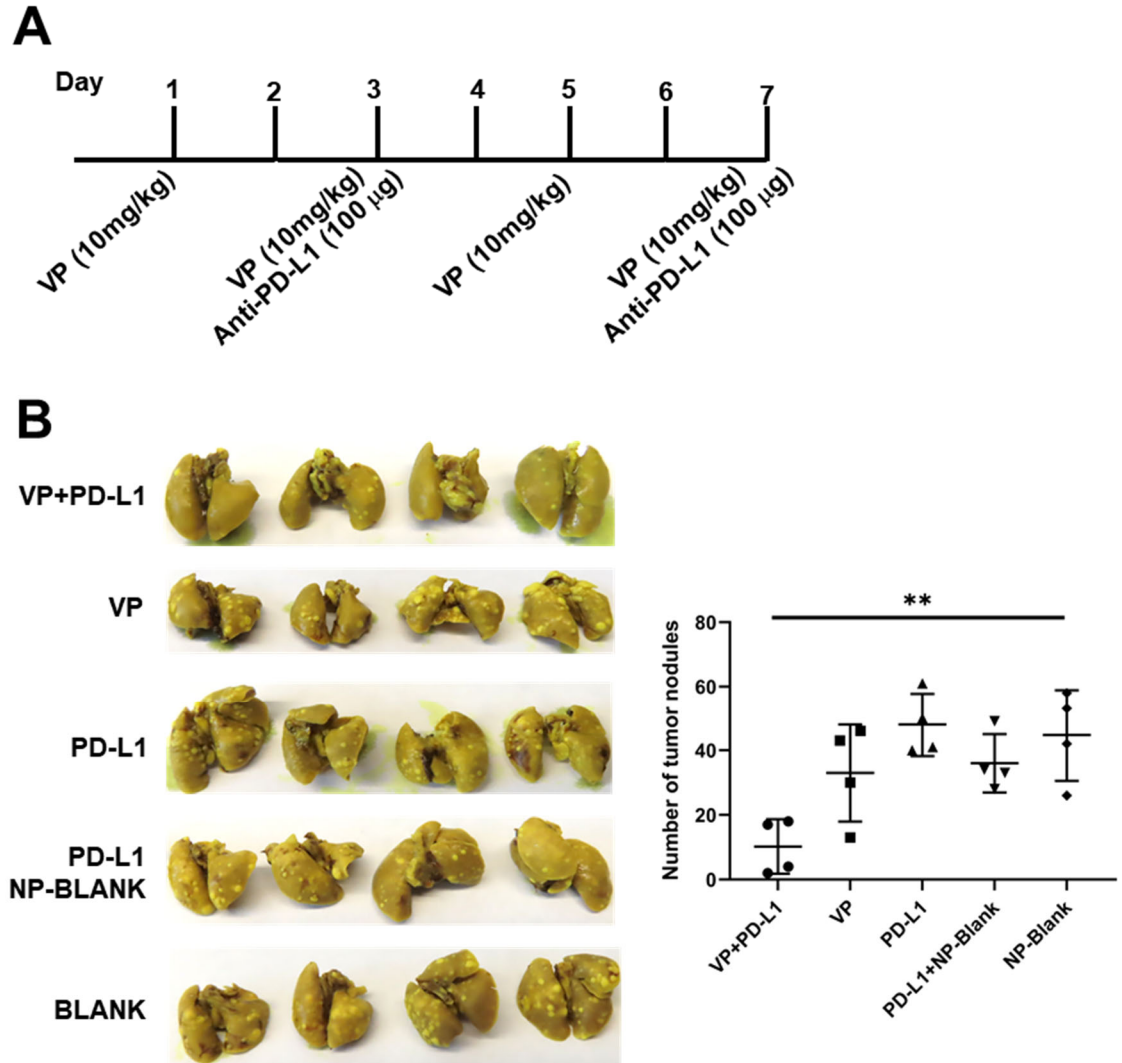 A
Day 1 2 3 4 5 6 7
VP (10mg/kg)
VP (10mg/kg)
Anti-PD-L1 (100 μg)
VP (10mg/kg)
VP (10mg/kg)
Anti-PD-L1 (100 μg)
B
VP+PD-L1
VP
PD-L1
PD-L1
NP-BLANK
BLANK
**
Number of tumor nodules
80
60
40
20
0
VP+PD-L1
VP
PD-L1
PD-L1+NP-Blank
NP-Blank